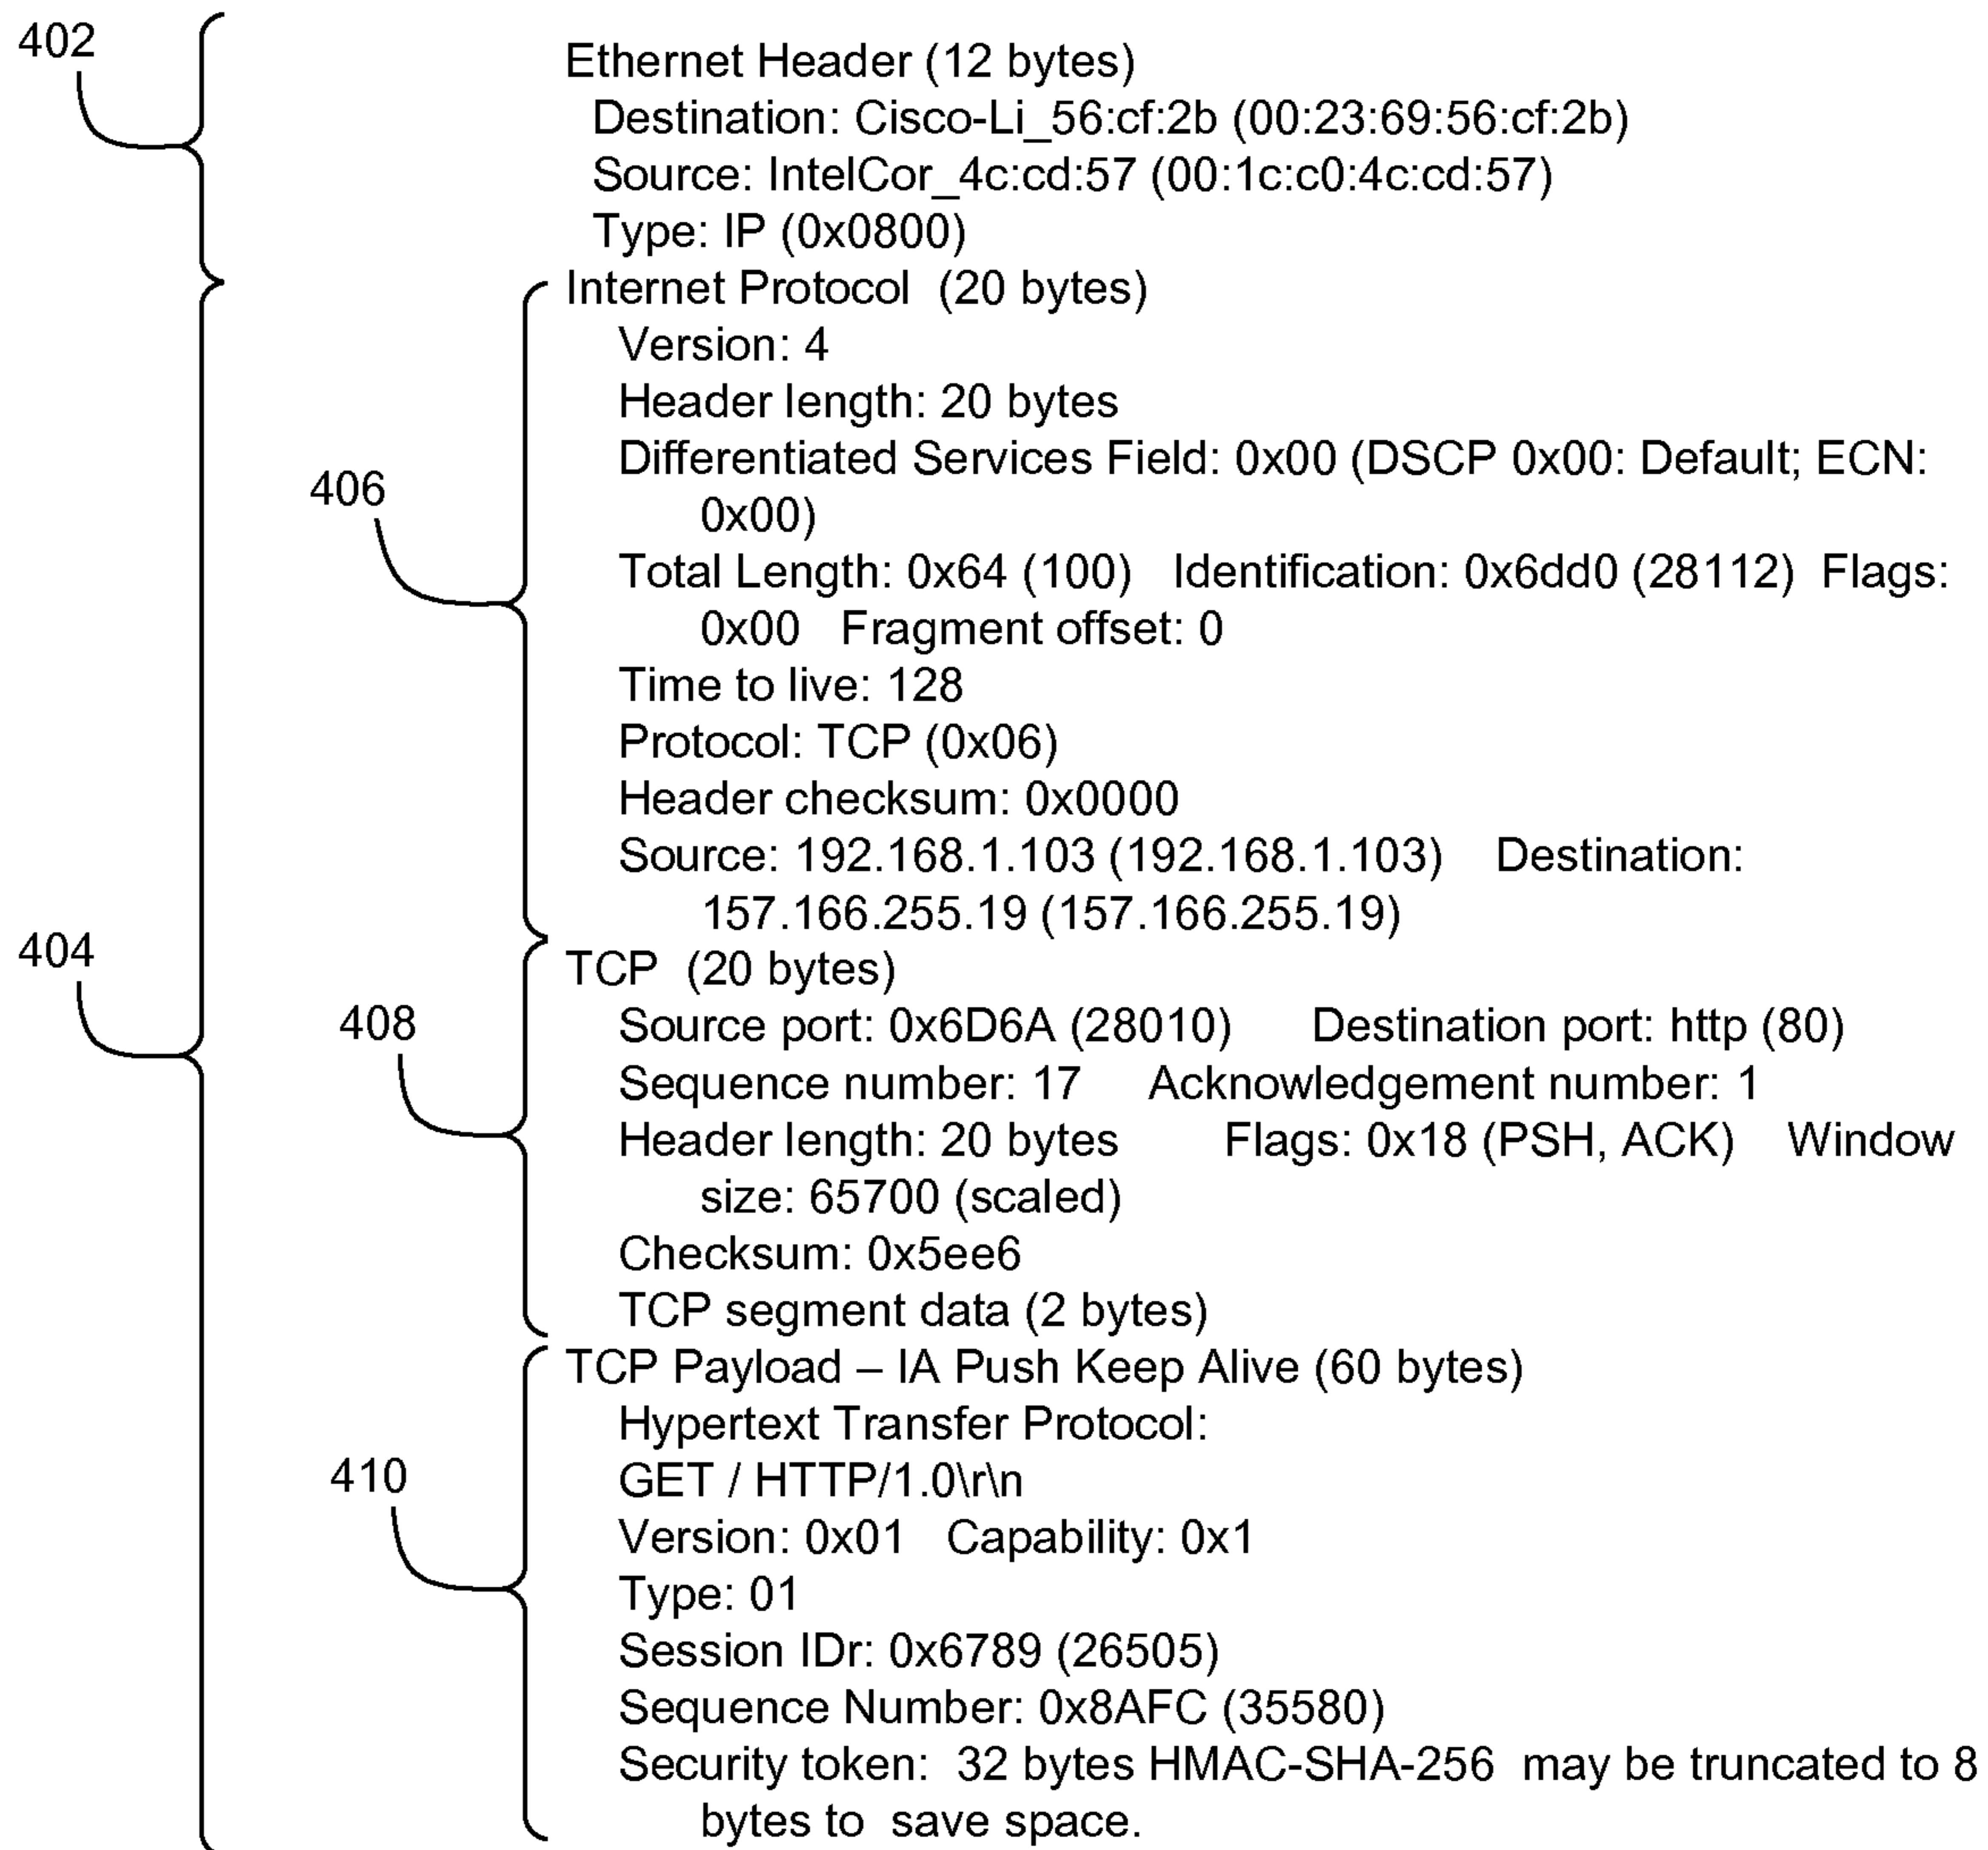 402
Ethernet Header (12 bytes)
Destination: Cisco-Li_56:cf:2b (00:23:69:56:cf:2b)
Source: IntelCor_4c:cd:57 (00:1c:c0:4c:cd:57)
Type: IP (0x0800)
Internet Protocol (20 bytes)
Version: 4
Header length: 20 bytes
Differentiated Services Field: 0x00 (DSCP 0x00: Default; ECN:
406
0x00)
Total Length: 0x64 (100) Identification: 0x6dd0 (28112) Flags:
0x00 Fragment offset: 0
Time to live: 128
Protocol: TCP (0x06)
Header checksum: 0x0000
Source: 192.168.1.103 (192.168.1.103) Destination:
157.166.255.19 (157.166.255.19)
404
TCP (20 bytes)
408
Source port: 0x6D6A (28010) Destination port: http (80)
Sequence number: 17 Acknowledgement number: 1
Header length: 20 bytes Flags: 0x18 (PSH, ACK) Window
size: 65700 (scaled)
Checksum: 0x5ee6
TCP segment data (2 bytes)
TCP Payload – IA Push Keep Alive (60 bytes)
Hypertext Transfer Protocol:
410
GET / HTTP/1.0\r\n
Version: 0x01 Capability: 0x1
Type: 01
Session IDr: 0x6789 (26505)
Sequence Number: 0x8AFC (35580)
Security token: 32 bytes HMAC-SHA-256 may be truncated to 8
bytes to save space.